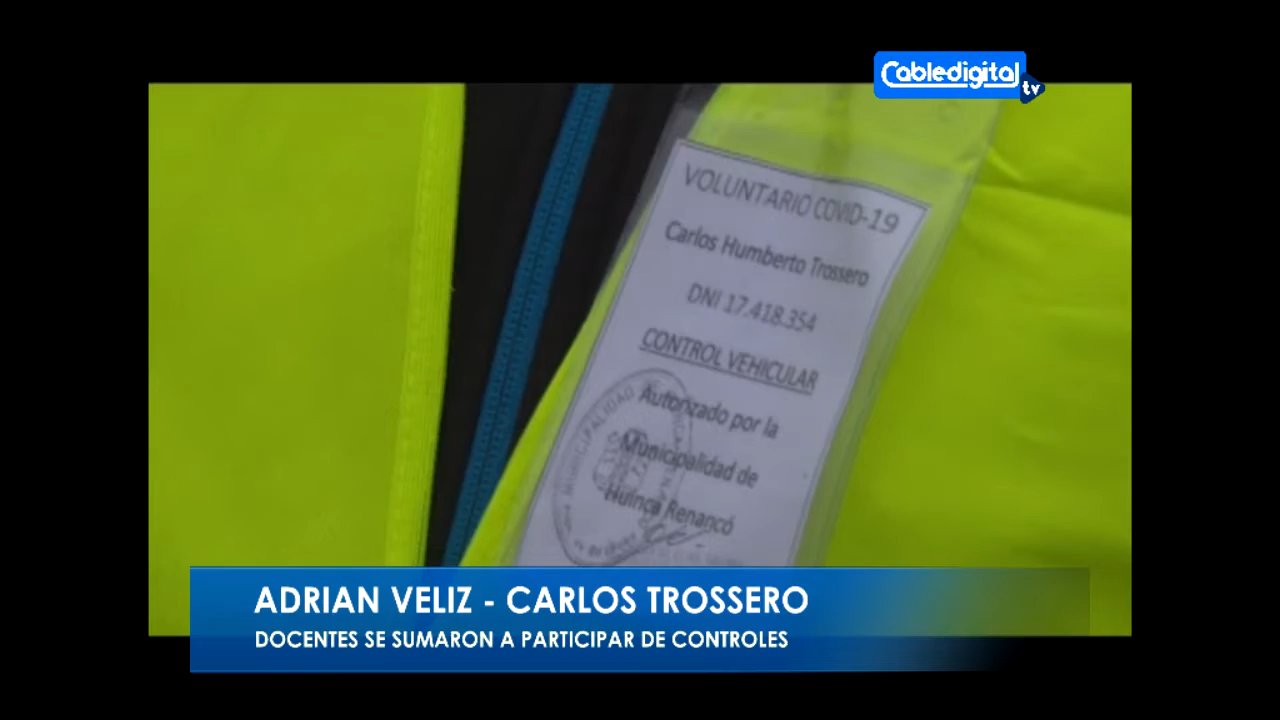 Cabledigital
tv
VOLUNTARIO COVID-19
Carlos Humberto Trossero
DNI 17.418.354
CONTROL VEHICULAR
Autorizado por la
Municipalidad de
Huinca Renancó
MUNICIPALIDAD
ADRIAN VELIZ - CARLOS TROSSERO
DOCENTES SE SUMARON A PARTICIPAR DE CONTROLES